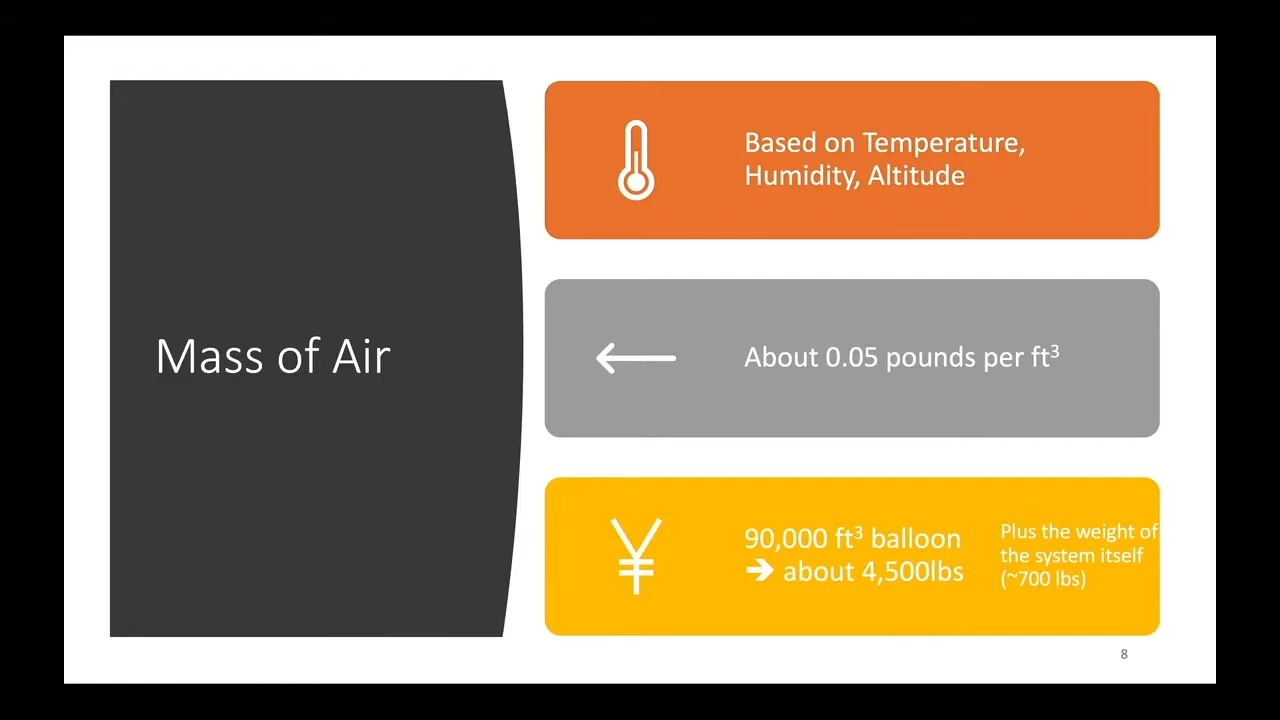 Mass of Air
Based on Temperature,
Humidity, Altitude
About 0.05 pounds per ft³
¥
90,000 ft³ balloon
➔ about 4,500lbs
Plus the weight of
the system itself
(~700 lbs)
8